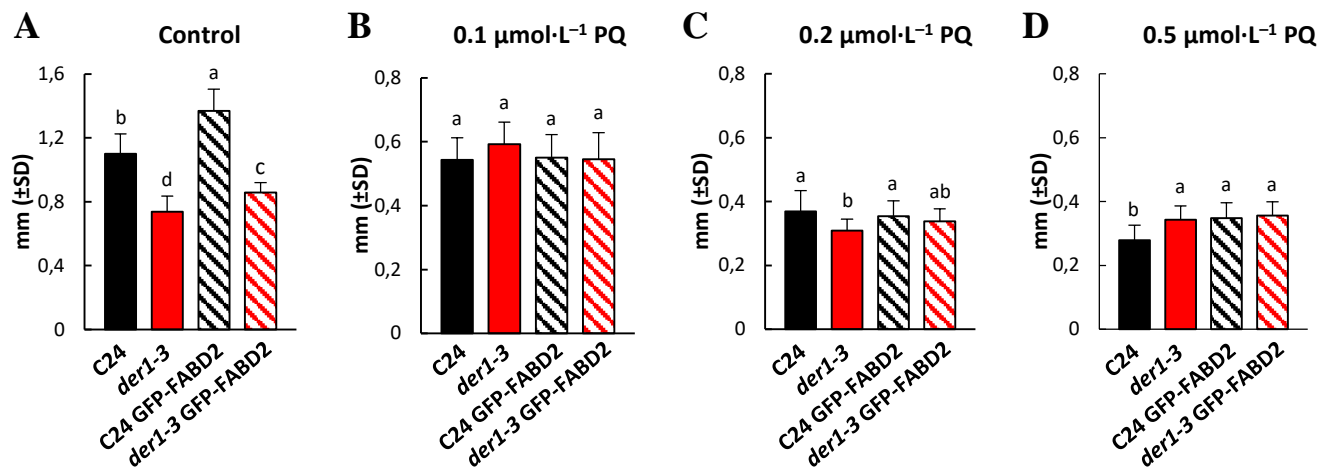 A
Control
mm (±SD)
1,6
1,2
0,8
0,4
0
b
d
a
c
C24
der1-3
C24 GFP-FABD2
der1-3 GFP-FABD2
B
0.1 µmol·L⁻¹ PQ
mm (±SD)
0,8
0,6
0,4
0,2
0
a
a
a
a
C24
der1-3
C24 GFP-FABD2
der1-3 GFP-FABD2
C
0.2 µmol·L⁻¹ PQ
mm (±SD)
0,8
0,6
0,4
0,2
0
a
b
a
ab
C24
der1-3
C24 GFP-FABD2
der1-3 GFP-FABD2
D
0.5 µmol·L⁻¹ PQ
mm (±SD)
0,8
0,6
0,4
0,2
0
b
a
a
a
C24
der1-3
C24 GFP-FABD2
der1-3 GFP-FABD2